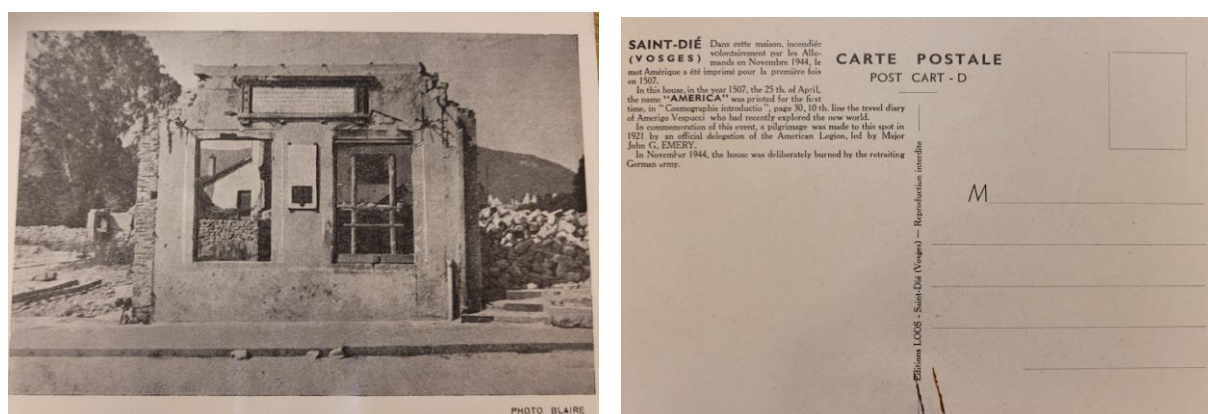 PHOTO BLAIRE
SAINT-DIÉ Dans cette maison, incendiée
(VOSGES) volontairement par les Alle-
mands en Novembre 1944, le
mot Amérique a été imprimé pour la première fois
en 1507.
In this house, in the year 1507, the 25 th. of April,
the name "AMERICA" was printed for the first
time, in "Cosmographie introductio", page 30, 10 th. line the travel diary
of Amerigo Vespucci who had recently explored the new world.
In commemoration of this event, a pilgrimage was made to this spot in
1921 by an official delegation of the American Legion, led by Major
John G, EMERY.
In November 1944, the house was deliberately burned by the retraiting
German army.
CARTE POSTALE
POST CART - D
Editions LOOS - Saint-Dié (Vosges) — Reproduction interdite
M